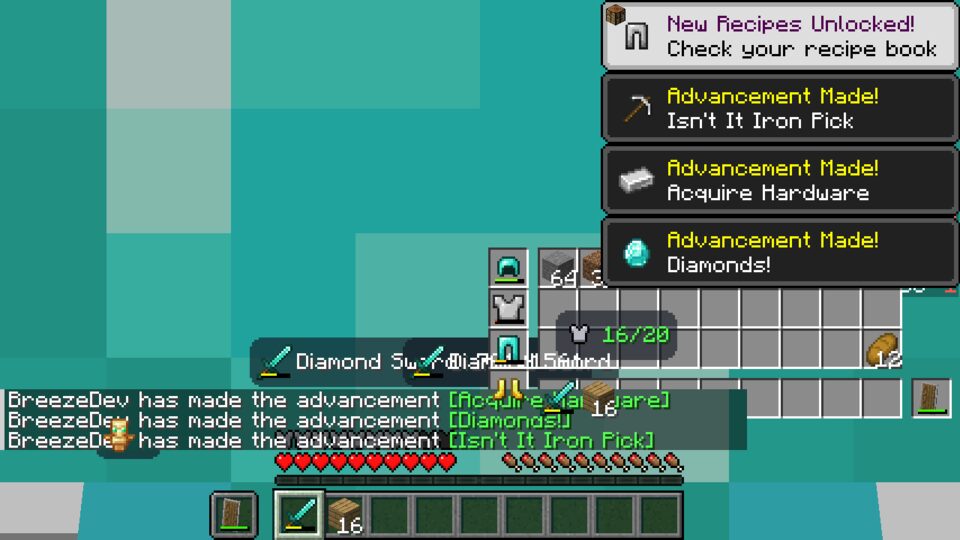 New Recipes Unlocked!
Check your recipe book
Advancement Made!
Isn't It Iron Pick
Advancement Made!
Acquire Hardware
Advancement Made!
Diamonds!
64
16/20
12
Diamond
16
BreezeDev has made the advancement [Acquire Hardware]
BreezeDev has made the advancement [Diamonds!]
BreezeDev has made the advancement [Isn't It Iron Pick]
16